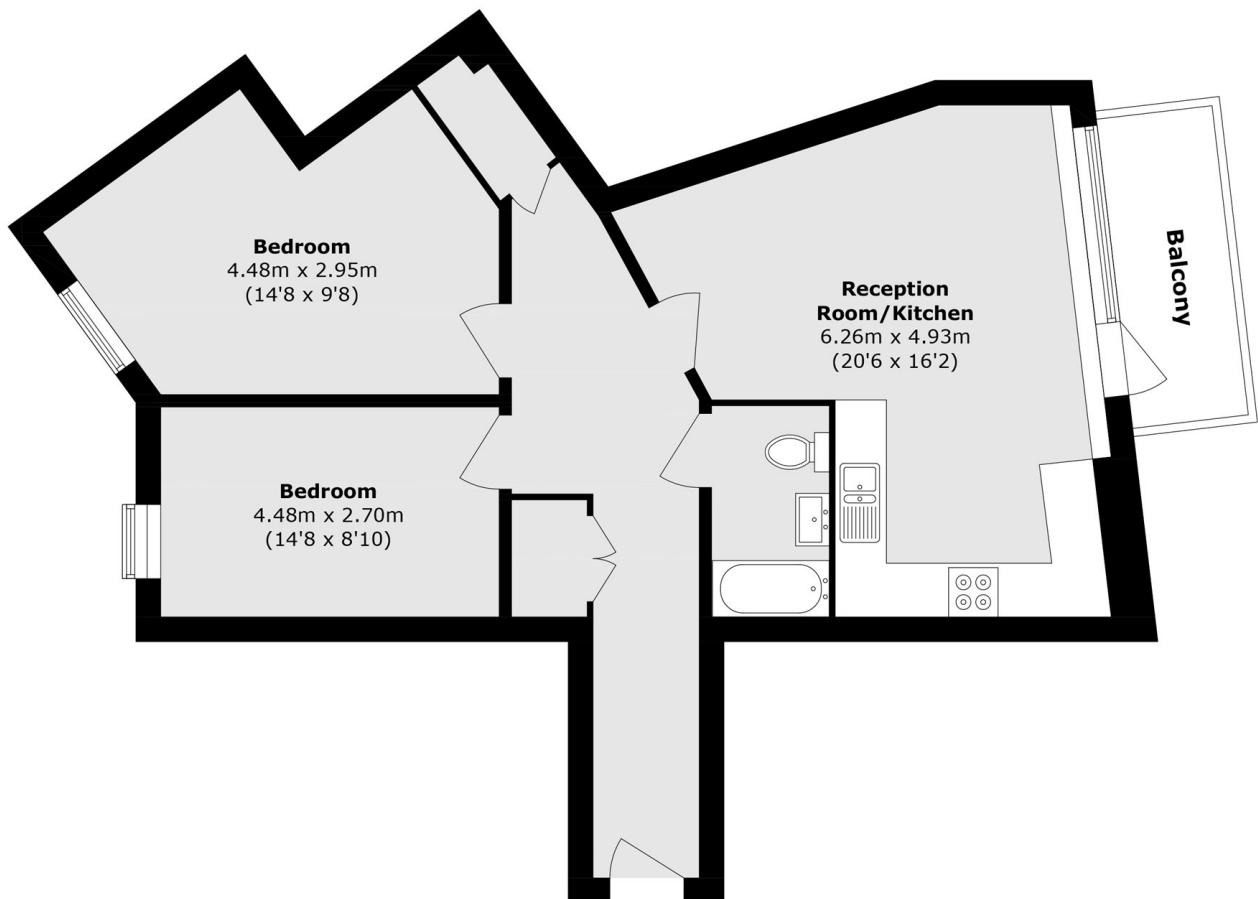 Bedroom
4.48m x 2.95m
(14'8 x 9'8)
Reception
Room/Kitchen
6.26m x 4.93m
(20'6 x 16'2)
Balcony
Bedroom
4.48m x 2.70m
(14'8 x 8'10)